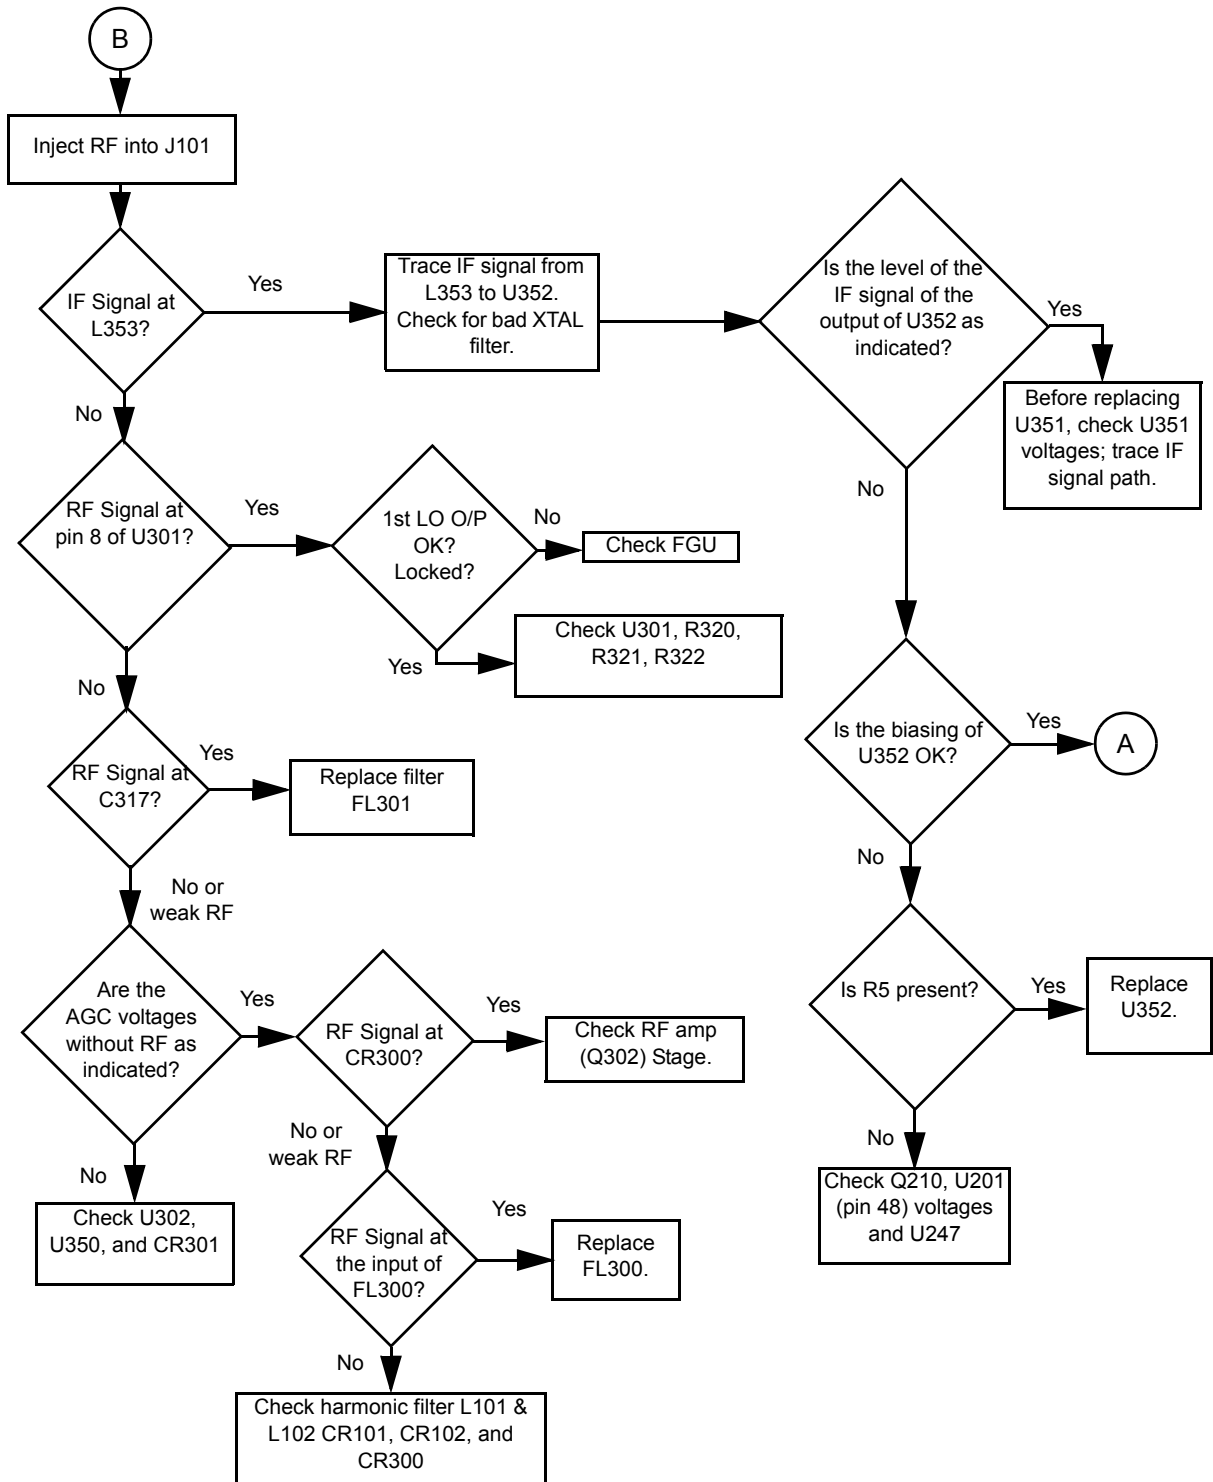 B
Inject RF into J101
IF Signal at
L353?
Yes
Trace IF signal from
L353 to U352.
Check for bad XTAL
filter.
Is the level of the
IF signal of the
output of U352 as
indicated?
Yes
Before replacing
U351, check U351
voltages; trace IF
signal path.
No
No
RF Signal at
pin 8 of U301?
Yes
1st LO O/P
OK?
Locked?
No
Check FGU
Yes
Check U301, R320,
R321, R322
No
RF Signal at
C317?
Yes
Replace filter
FL301
Is the biasing of
U352 OK?
Yes
A
No
No or
weak RF
Are the
AGC voltages
without RF as
indicated?
Yes
RF Signal at
CR300?
Yes
Check RF amp
(Q302) Stage.
Is R5 present?
Yes
Replace
U352.
No
Check U302,
U350, and CR301
No or
weak RF
RF Signal at
the input of
FL300?
Yes
Replace
FL300.
No
Check Q210, U201
(pin 48) voltages
and U247
No
Check harmonic filter L101 &
L102 CR101, CR102, and
CR300